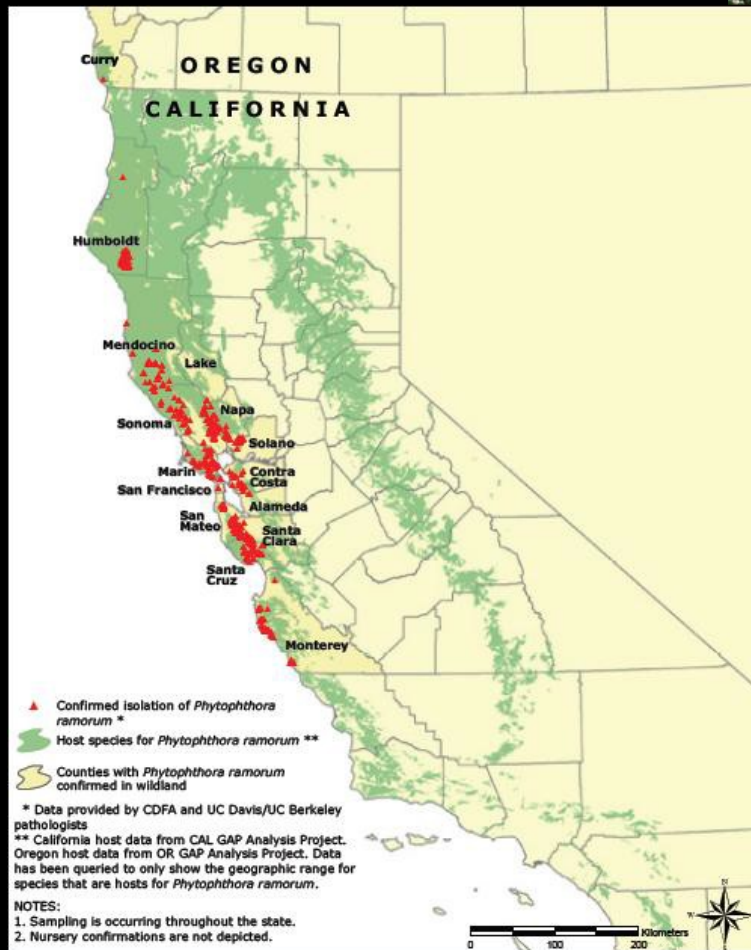 Curry
OREGON
CALIFORNIA
Humboldt
Mendocino
Lake
Napa
Sonoma
Solano
Marin
Contra
Costa
San Francisco
Alameda
San
Mateo
Santa
Clara
Santa
Cruz
Monterey
Confirmed isolation of Phytophthora
ramorum *
Host species for Phytophthora ramorum **
Counties with Phytophthora ramorum
confirmed in wildland
* Data provided by CDFA and UC Davis/UC Berkeley
pathologists
** California host data from CAL GAP Analysis Project.
Oregon host data from OR GAP Analysis Project. Data
has been queried to only show the geographic range for
species that are hosts for Phytophthora ramorum.
NOTES:
1. Sampling is occurring throughout the state.
2. Nursery confirmations are not depicted.
Kilometers
0 100 200
N
W E
S